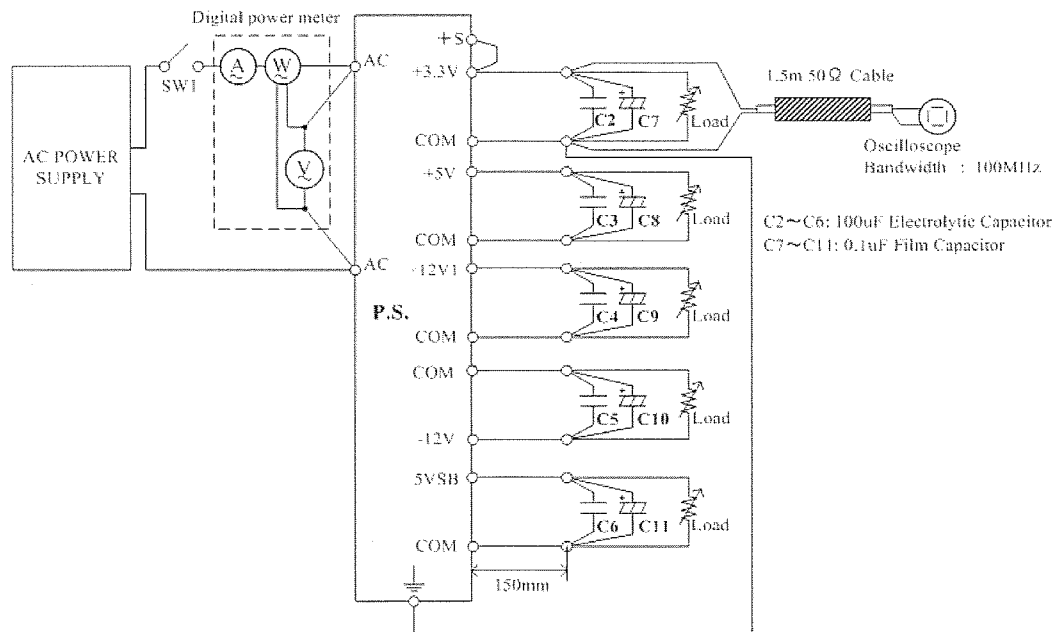 Digital power meter
AC POWER
SUPPLY
SW1
A
W
V
AC
AC
P.S.
+S
+3.3V
COM
C2
C7
Load
1.5m 50Ω Cable
Oscilloscope
Bandwidth : 100MHz
+5V
COM
C3
C8
Load
C2～C6: 100uF Electrolytic Capacitor
C7～C11: 0.1uF Film Capacitor
+12V1
COM
C4
C9
Load
COM
-12V
C5
C10
Load
5VSB
COM
C6
C11
Load
150mm